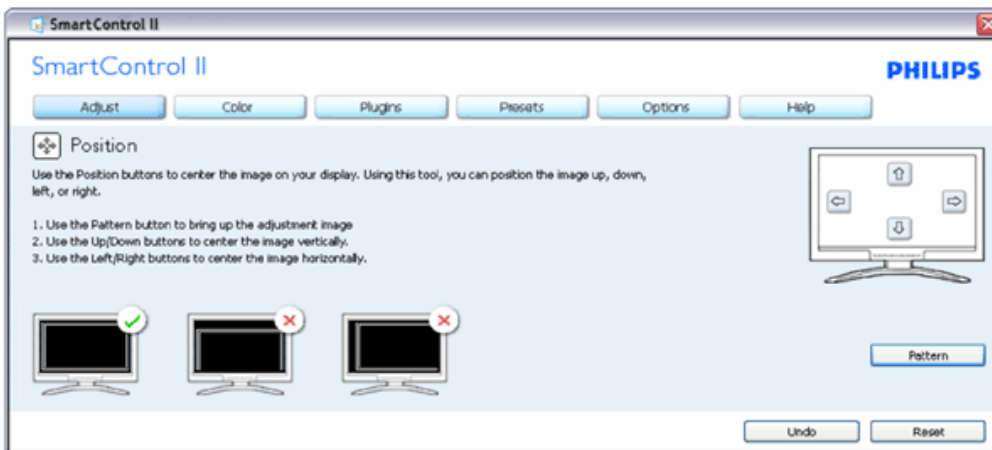 SmartControl II
SmartControl II
PHILIPS
Adjust
Color
Plugins
Presets
Options
Help
Position
Use the Position buttons to center the image on your display. Using this tool, you can position the image up, down,
left, or right.
1. Use the Pattern button to bring up the adjustment image
2. Use the Up/Down buttons to center the image vertically.
3. Use the Left/Right buttons to center the image horizontally.
Pattern
Undo
Reset